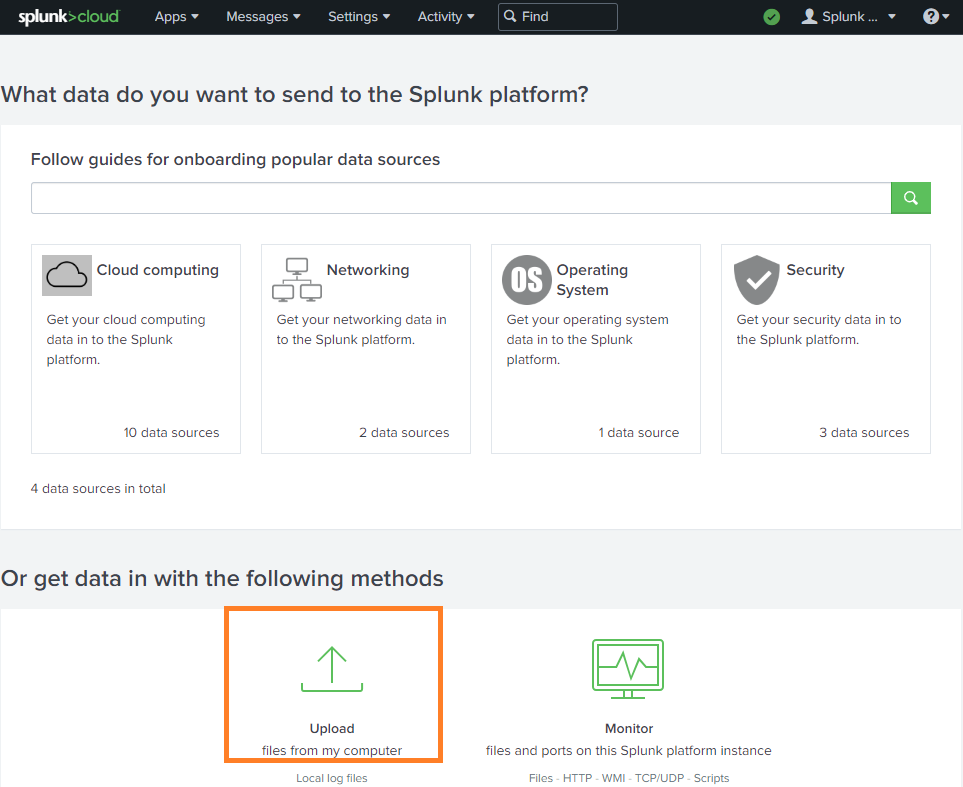 splunk>cloud Apps Messages Settings Activity Find Splunk ... ?
What data do you want to send to the Splunk platform?
Follow guides for onboarding popular data sources
Cloud computing
Get your cloud computing
data in to the Splunk
platform.
10 data sources
Networking
Get your networking data in
to the Splunk platform.
2 data sources
OS
Operating
System
Get your operating system
data in to the Splunk
platform.
1 data source
Security
Get your security data in to
the Splunk platform.
3 data sources
4 data sources in total
Or get data in with the following methods
Upload
files from my computer
Local log files
Monitor
files and ports on this Splunk platform instance
Files - HTTP - WMI - TCP/UDP - Scripts